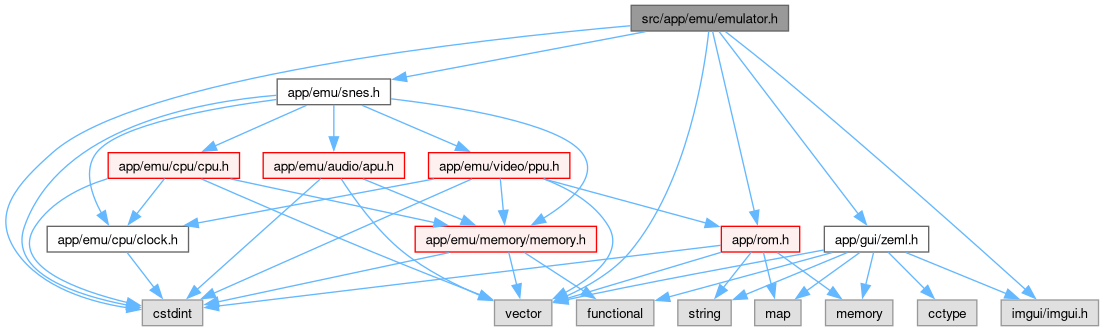 src/app/emu/emulator.h
app/emu/snes.h
app/emu/cpu/cpu.h
app/emu/audio/apu.h
app/emu/video/ppu.h
app/emu/cpu/clock.h
app/emu/memory/memory.h
app/rom.h
app/gui/zeml.h
cstdint
vector
functional
string
map
memory
cctype
imgui/imgui.h